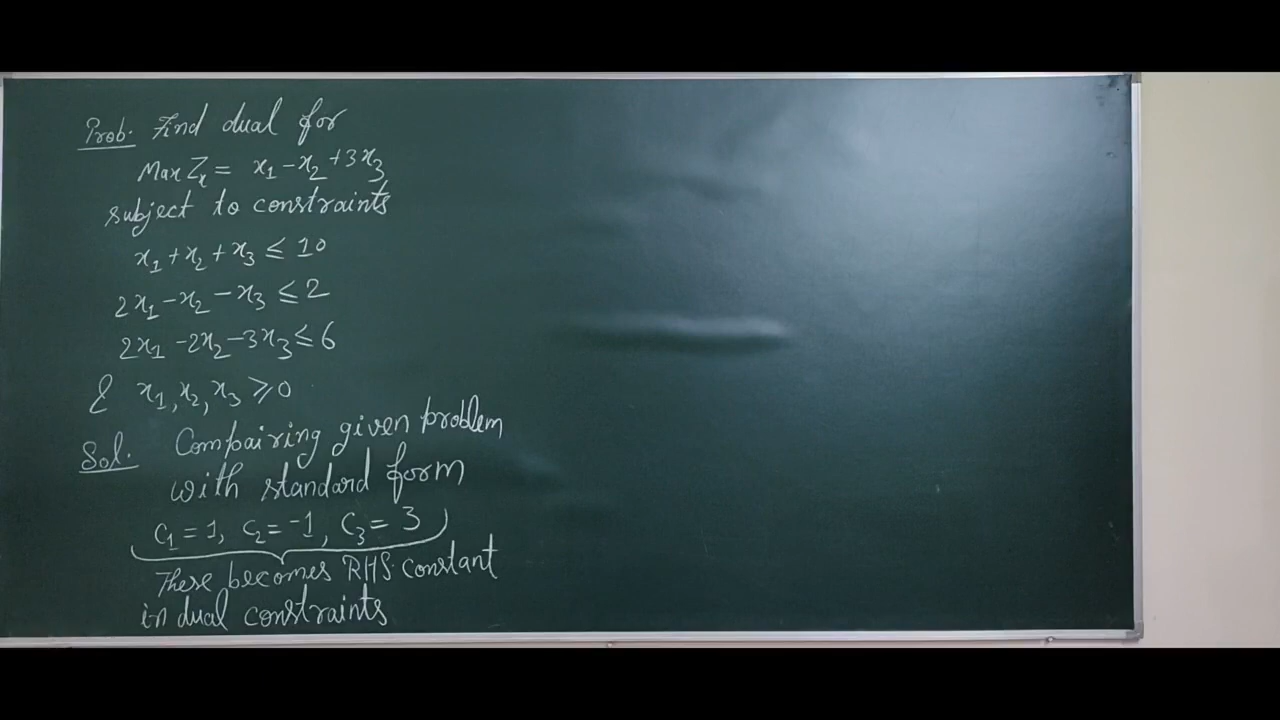 Prob. Find dual for
Max Zx = x1 - x2 + 3x3
subject to constraints
x1 + x2 + x3 ≤ 10
2x1 - x2 - x3 ≤ 2
2x1 - 2x2 - 3x3 ≤ 6
& x1, x2, x3 ≥ 0
Sol. Compairing given problem
with standard form
c1 = 1, c2 = -1, c3 = 3
These becomes RHS constant
in dual constraints